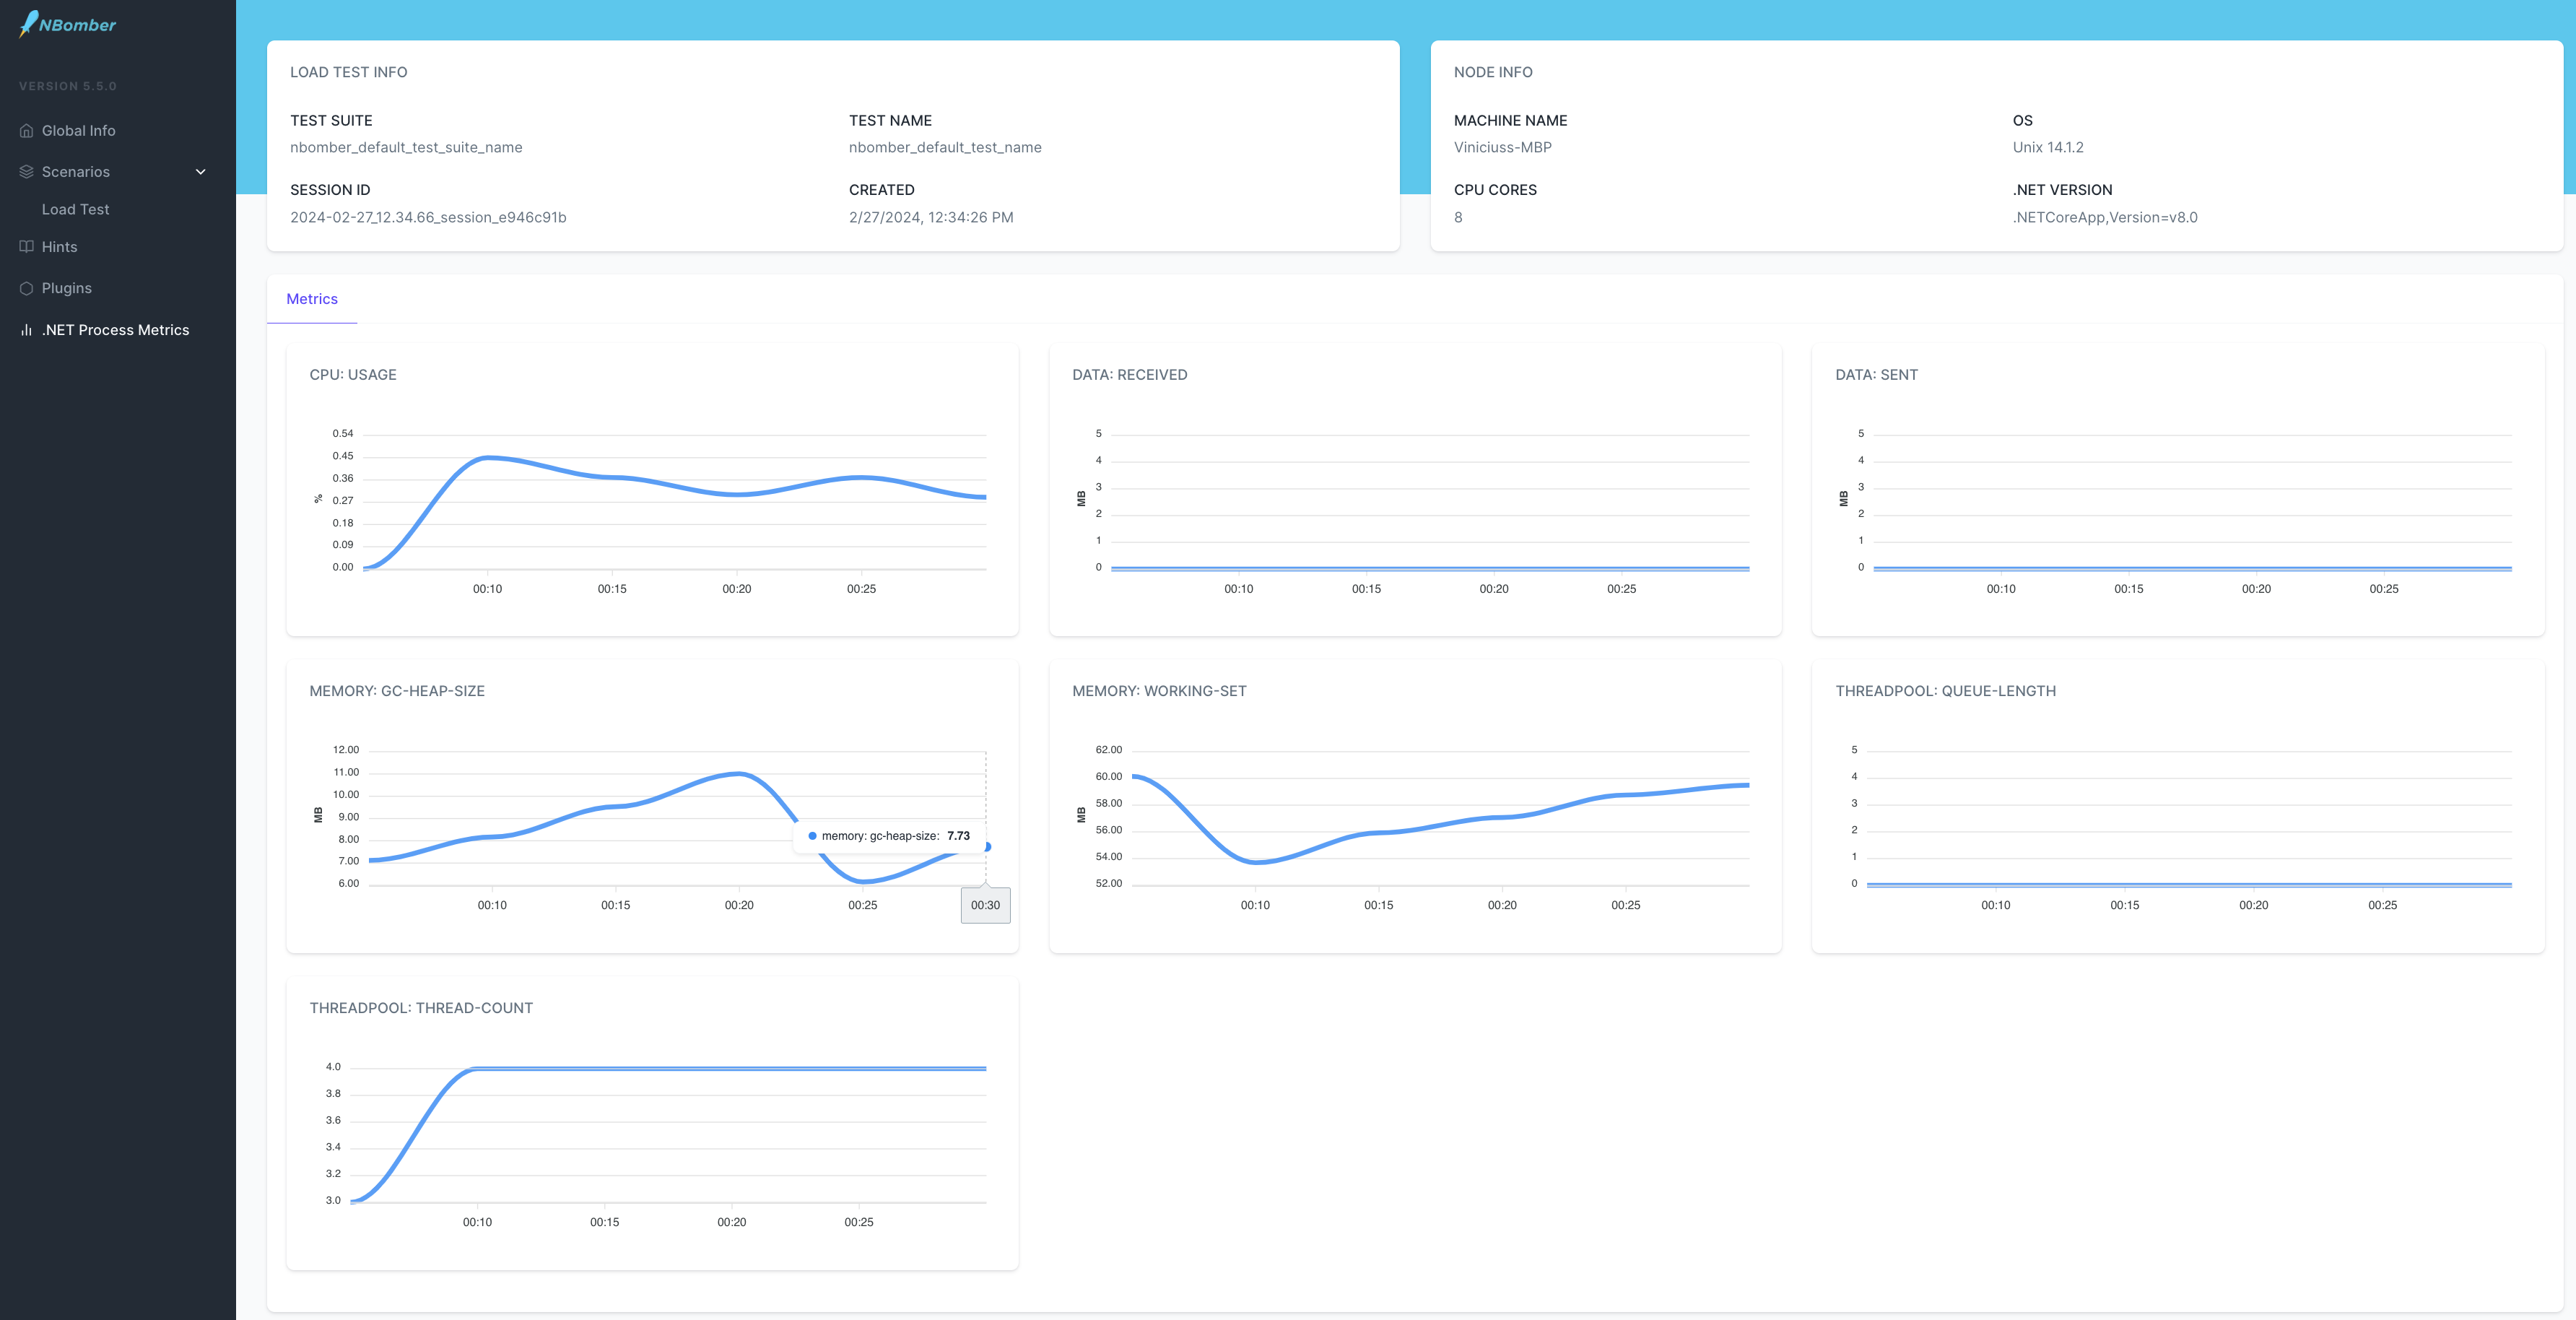 NBomber
VERSION 5.5.0
Global Info
Scenarios
Load Test
Hints
Plugins
.NET Process Metrics
LOAD TEST INFO
TEST SUITE
nbomber_default_test_suite_name
TEST NAME
nbomber_default_test_name
SESSION ID
2024-02-27_12.34.66_session_e946c91b
CREATED
2/27/2024, 12:34:26 PM
NODE INFO
MACHINE NAME
Viniciuss-MBP
OS
Unix 14.1.2
CPU CORES
8
.NET VERSION
.NETCoreApp,Version=v8.0
Metrics
CPU: USAGE
%
0.54
0.45
0.36
0.27
0.18
0.09
0.00
00:10 00:15 00:20 00:25
DATA: RECEIVED
MB
5
4
3
2
1
0
00:10 00:15 00:20 00:25
DATA: SENT
MB
5
4
3
2
1
0
00:10 00:15 00:20 00:25
MEMORY: GC-HEAP-SIZE
MB
12.00
11.00
10.00
9.00
8.00
7.00
6.00
memory: gc-heap-size: 7.73
00:10 00:15 00:20 00:25 00:30
MEMORY: WORKING-SET
MB
62.00
60.00
58.00
56.00
54.00
52.00
00:10 00:15 00:20 00:25
THREADPOOL: QUEUE-LENGTH
5
4
3
2
1
0
00:10 00:15 00:20 00:25
THREADPOOL: THREAD-COUNT
4.0
3.8
3.6
3.4
3.2
3.0
00:10 00:15 00:20 00:25